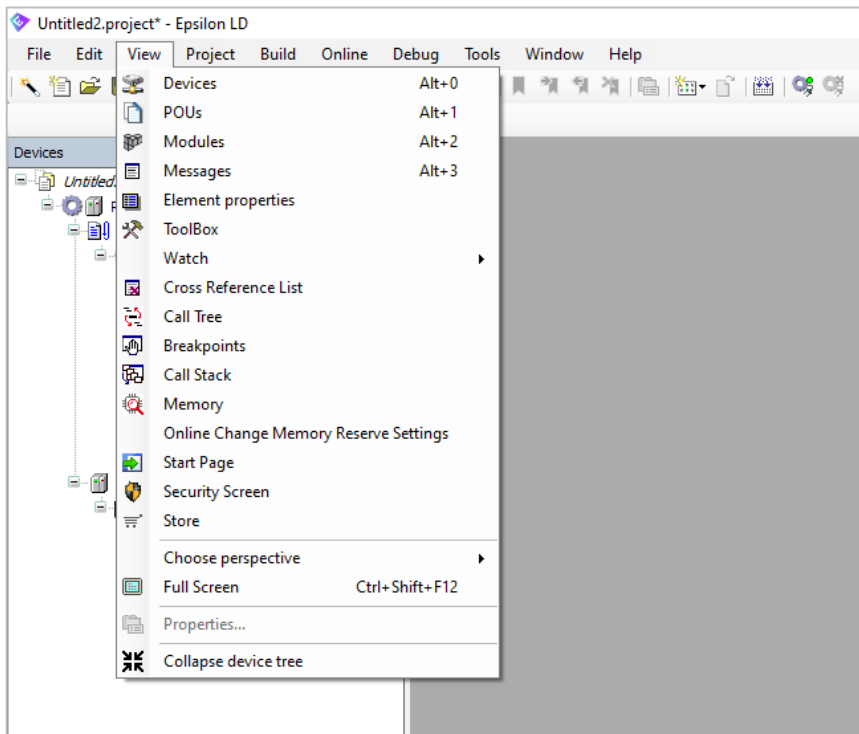 Untitled2.project* - Epsilon LD
File Edit View Project Build Online Debug Tools Window Help
Devices
Untitled.
Devices Alt+0
POUs Alt+1
Modules Alt+2
Messages Alt+3
Element properties
ToolBox
Watch
Cross Reference List
Call Tree
Breakpoints
Call Stack
Memory
Online Change Memory Reserve Settings
Start Page
Security Screen
Store
Choose perspective
Full Screen Ctrl+Shift+F12
Properties...
Collapse device tree